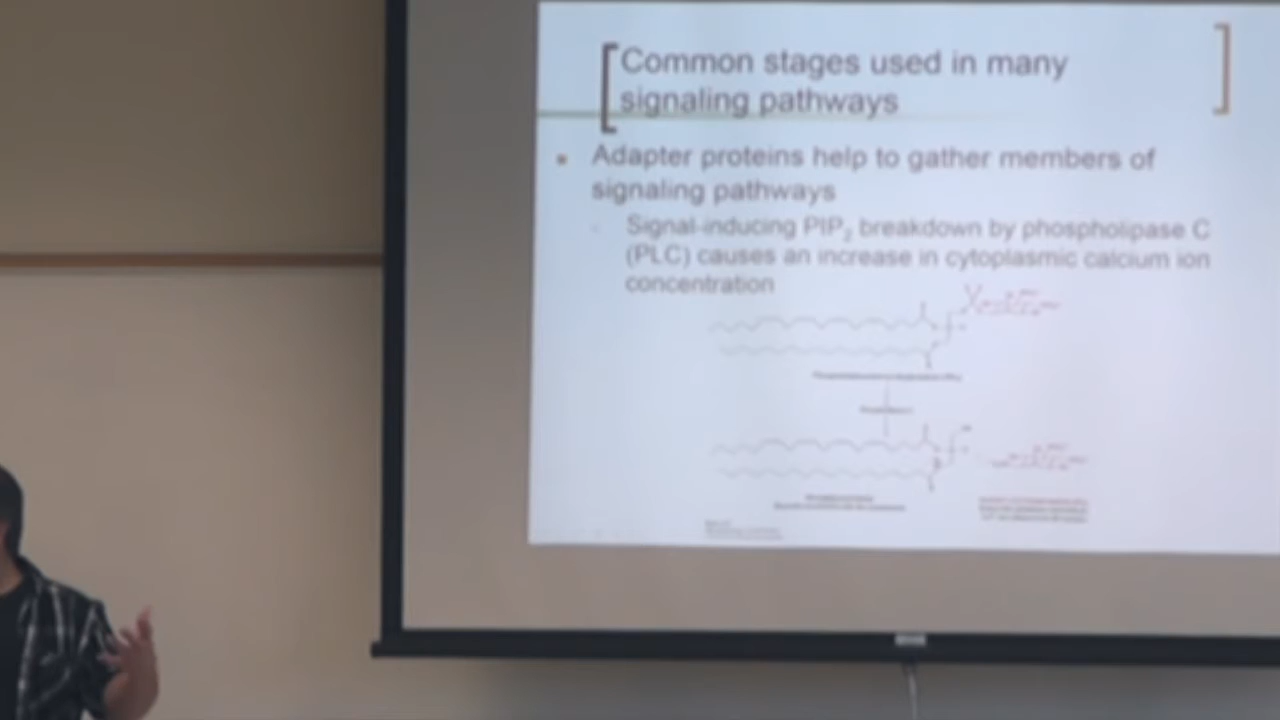 Common stages used in many
signaling pathways
Adapter proteins help to gather members of
signaling pathways
Signal-inducing PIP₂ breakdown by phospholipase C
(PLC) causes an increase in cytoplasmic calcium ion
concentration